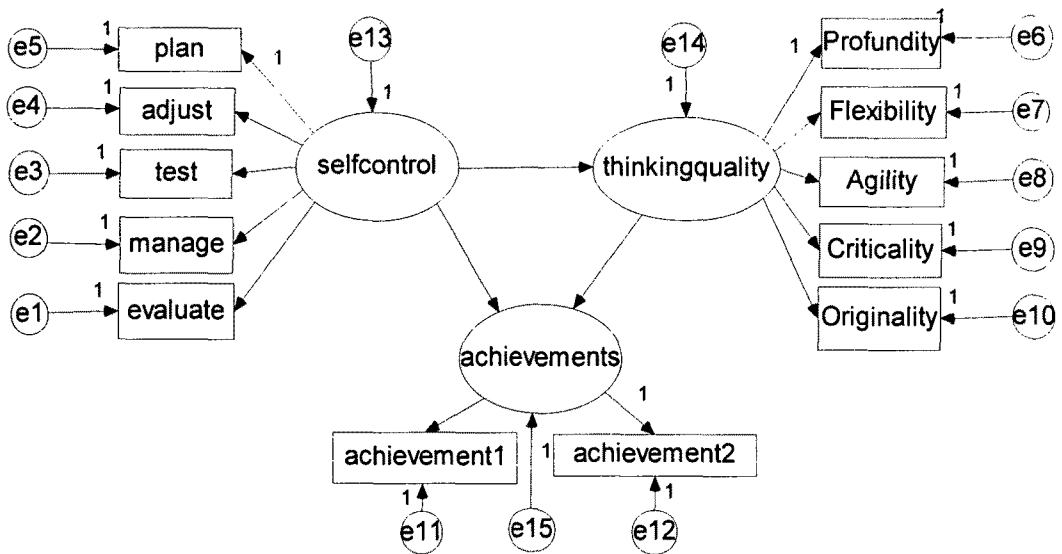 e5
1
plan
1
e13
1
e14
1
1
Profundity
1
e6
e4
1
adjust
Flexibility
1
e7
e3
1
test
selfcontrol
thinkingquality
Agility
1
e8
e2
1
manage
Criticality
1
e9
e1
1
evaluate
Originality
1
e10
achievements
1
achievement1
1
achievement2
1
e11
e15
1
e12